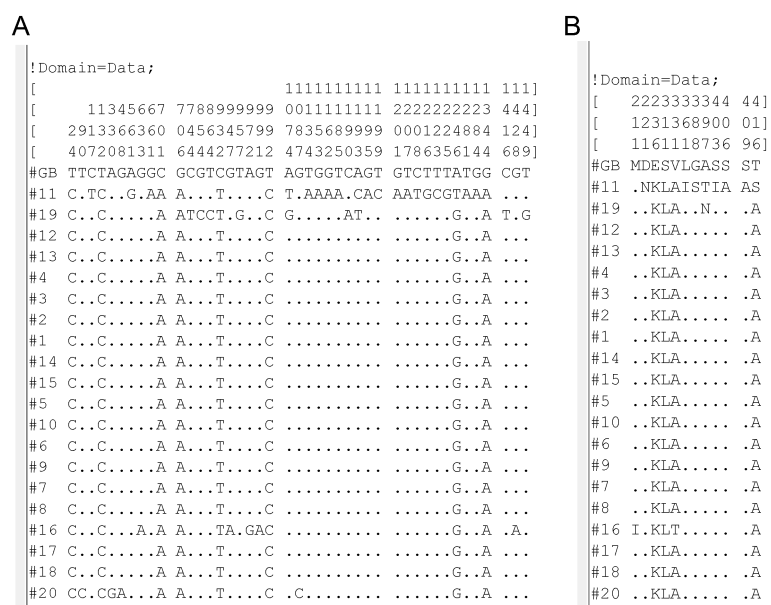 A
!Domain=Data;
[                          1111111111 1111111111 111]
[      11345667 7788999999 0011111111 2222222223 444]
[    2913366360 0456345799 7835689999 0001224884 124]
[    4072081311 6444277212 4743250359 1786356144 689]
#GB TTCTAGAGGC GCGTCGTAGT AGTGGTCAGT GTCTTTATGG CGT
#11 C.TC..G.AA A...T....C T.AAAA.CAC AATGCGTAAA ...
#19 C..C.....A ATCCT.G..C G.....AT.. ......G..A T.G
#12 C..C.....A A...T....C .......... ......G..A ...
#13 C..C.....A A...T....C .......... ......G..A ...
#4 C..C.....A A...T....C .......... ......G..A ...
#3 C..C.....A A...T....C .......... ......G..A ...
#2 C..C.....A A...T....C .......... ......G..A ...
#1 C..C.....A A...T....C .......... ......G..A ...
#14 C..C.....A A...T....C .......... ......G..A ...
#15 C..C.....A A...T....C .......... ......G..A ...
#5 C..C.....A A...T....C .......... ......G..A ...
#10 C..C.....A A...T....C .......... ......G..A ...
#6 C..C.....A A...T....C .......... ......G..A ...
#9 C..C.....A A...T....C .......... ......G..A ...
#7 C..C.....A A...T....C .......... ......G..A ...
#8 C..C.....A A...T....C .......... ......G..A ...
#16 C..C...A.A ....TA.GAC .......... ......G..A .A.
#17 C..C.....A A...T....C .......... ......G..A ...
#18 C..C.....A A...T....C .......... ......G..A ...
#20 CC.CGA...A A...T....C .C........ ......G..A ...
B
!Domain=Data;
[    2223333344 44]
[    1231368900 01]
[    1161118736 96]
#GB MDESVLGASS ST
#11 .NKLAISTIA AS
#19 ..KLA..N.. .A
#12 ..KLA..... .A
#13 ..KLA..... .A
#4 ..KLA..... .A
#3 ..KLA..... .A
#2 ..KLA..... .A
#1 ..KLA..... .A
#14 ..KLA..... .A
#15 ..KLA..... .A
#5 ..KLA..... .A
#10 ..KLA..... .A
#6 ..KLA..... .A
#9 ..KLA..... .A
#7 ..KLA..... .A
#8 ..KLA..... .A
#16 I.KLT..... .A
#17 ..KLA..... .A
#18 ..KLA..... .A
#20 ..KLA..... .A